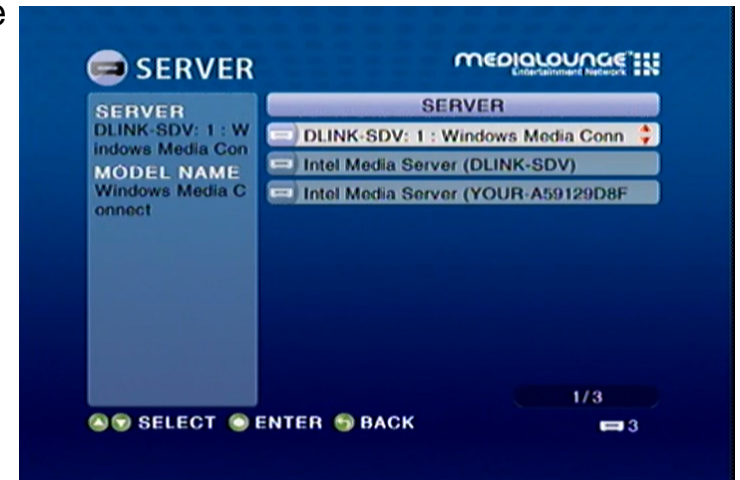 e
SERVER
MEDIALOUNGE™
Entertainment Network
SERVER
DLINK-SDV: 1 : W
indows Media Con
MODEL NAME
Windows Media C
onnect
SERVER
DLINK-SDV: 1 : Windows Media Conn
Intel Media Server (DLINK-SDV)
Intel Media Server (YOUR-A59129D8F
1/3
SELECT ENTER BACK
3